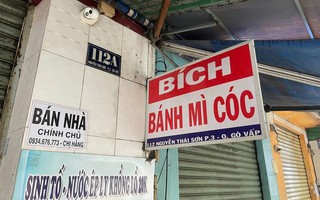 112A
BÍCH
BÁNH MÌ CÓC
112 NGUYỄN THÁI SƠN P.3 - Q. GÒ VẤP
BÁN NHÀ
CHÍNH CHỦ
0934.676.773 - CHỊ HẰNG
SINH TỐ - NƯỚC ÉP LY KHỔNG LỒ